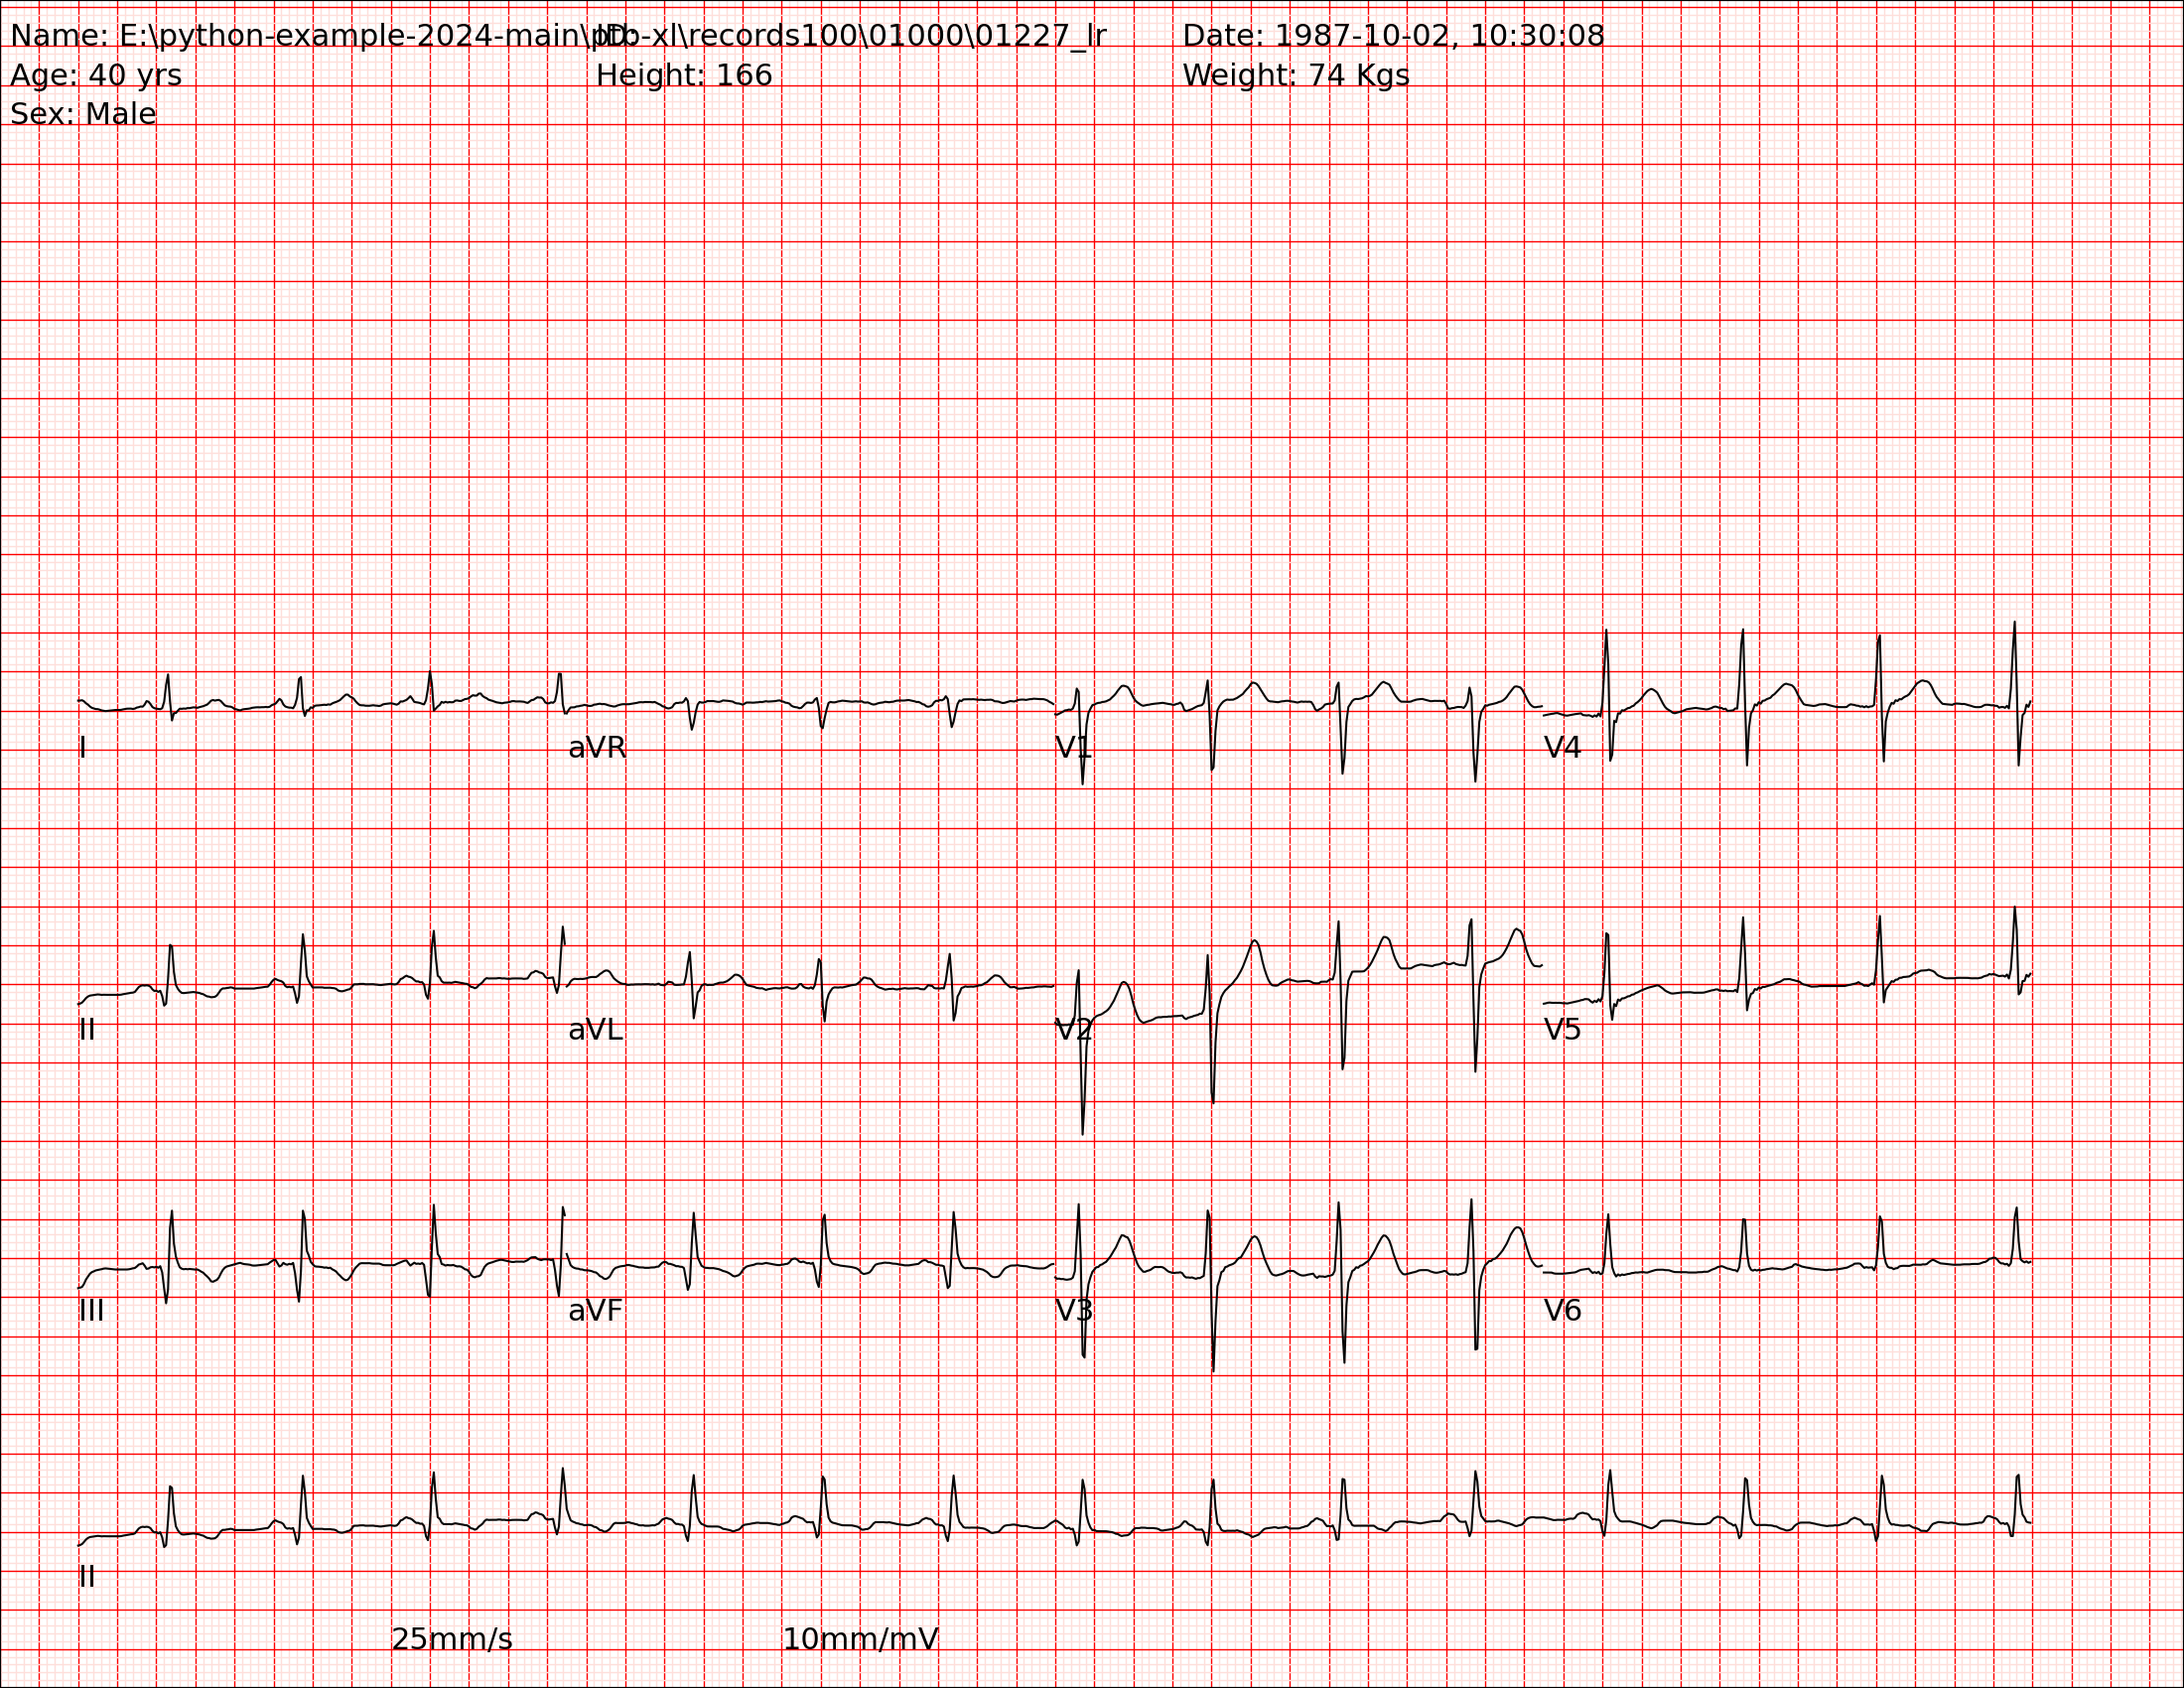 Name: E:\python-example-2024-main\ptb-xl\records100\01000\01227_lr ID: Date: 1987-10-02, 10:30:08
Age: 40 yrs Height: 166 Weight: 74 Kgs
Sex: Male
I aVR V1 V4
II aVL V2 V5
III aVF V3 V6
II
25mm/s 10mm/mV